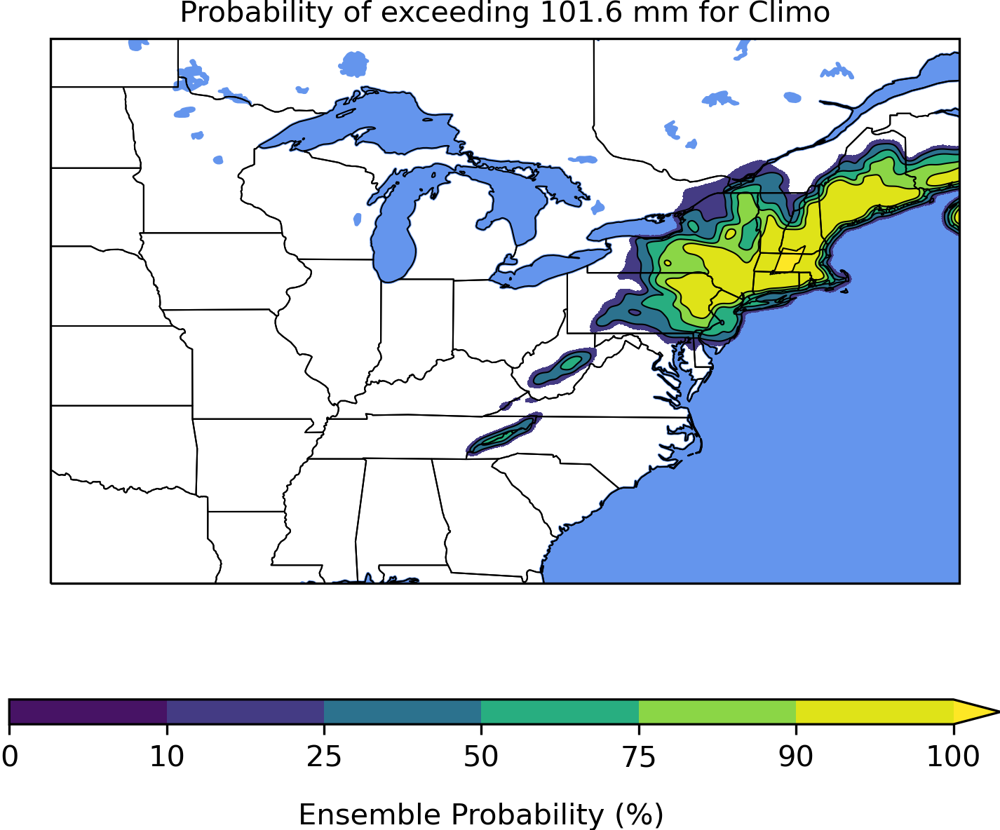 Probability of exceeding 101.6 mm for Climo
0 10 25 50 75 90 100
Ensemble Probability (%)